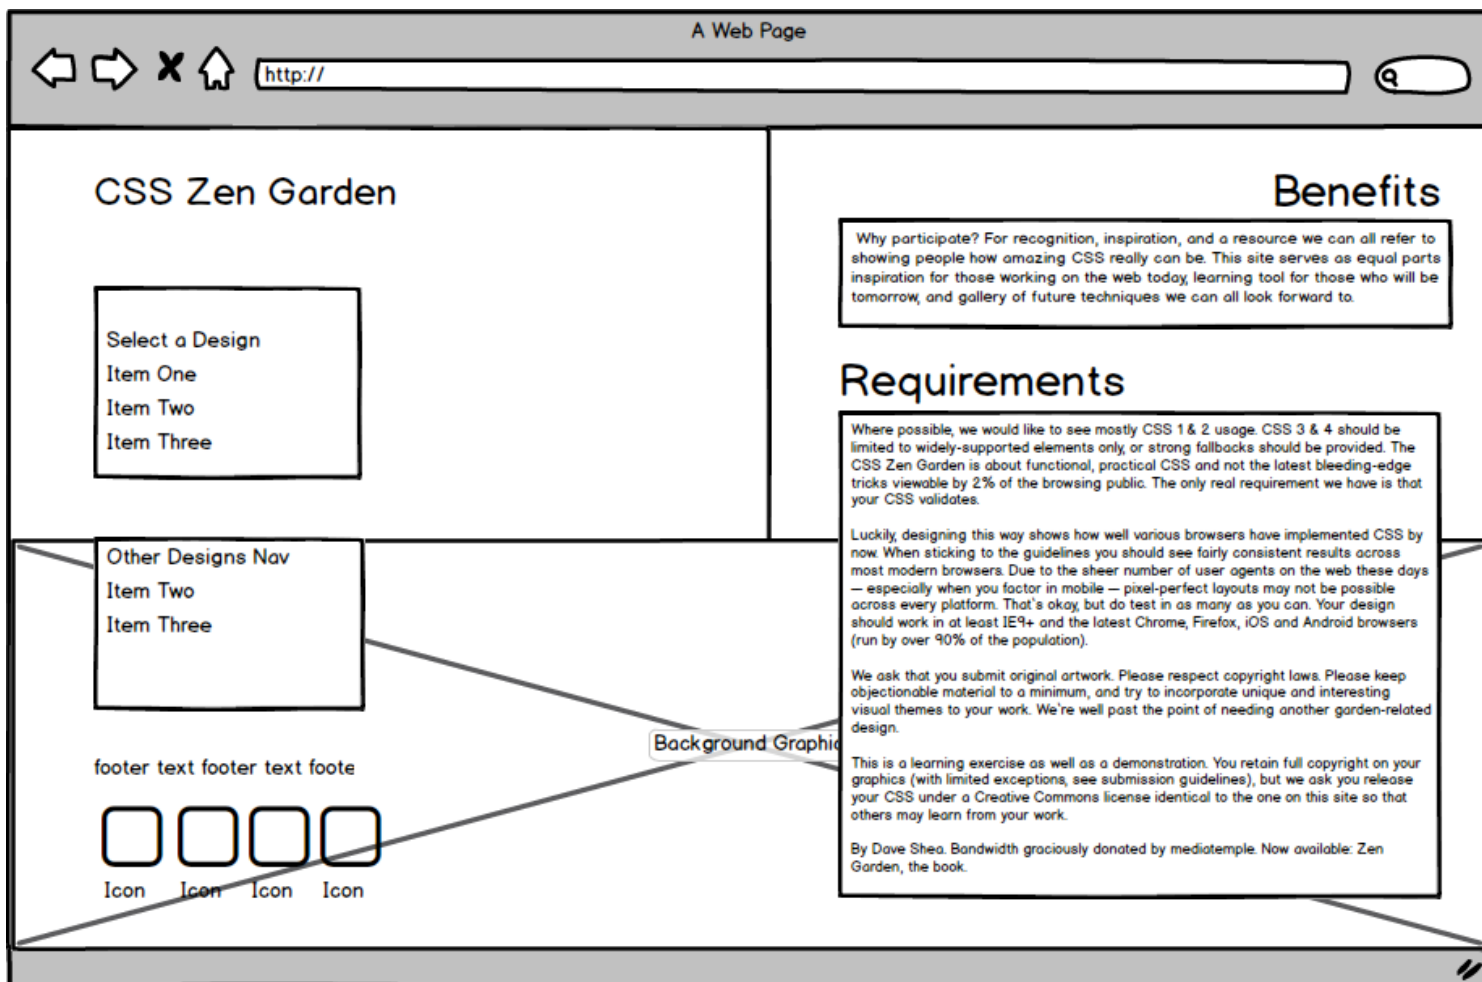 A Web Page
http://
CSS Zen Garden
Select a Design
Item One
Item Two
Item Three
Other Designs Nav
Item Two
Item Three
footer text footer text foote
Icon Icon Icon Icon
Background Graphic
Benefits
Why participate? For recognition, inspiration, and a resource we can all refer to
showing people how amazing CSS really can be. This site serves as equal parts
inspiration for those working on the web today, learning tool for those who will be
tomorrow, and gallery of future techniques we can all look forward to.
Requirements
Where possible, we would like to see mostly CSS 1 & 2 usage. CSS 3 & 4 should be
limited to widely-supported elements only, or strong fallbacks should be provided. The
CSS Zen Garden is about functional, practical CSS and not the latest bleeding-edge
tricks viewable by 2% of the browsing public. The only real requirement we have is that
your CSS validates.
Luckily, designing this way shows how well various browsers have implemented CSS by
now. When sticking to the guidelines you should see fairly consistent results across
most modern browsers. Due to the sheer number of user agents on the web these days
— especially when you factor in mobile — pixel-perfect layouts may not be possible
across every platform. That's okay, but do test in as many as you can. Your design
should work in at least IE9+ and the latest Chrome, Firefox, iOS and Android browsers
(run by over 90% of the population).
We ask that you submit original artwork. Please respect copyright laws. Please keep
objectionable material to a minimum, and try to incorporate unique and interesting
visual themes to your work. We're well past the point of needing another garden-related
design.
This is a learning exercise as well as a demonstration. You retain full copyright on your
graphics (with limited exceptions, see submission guidelines), but we ask you release
your CSS under a Creative Commons license identical to the one on this site so that
others may learn from your work.
By Dave Shea. Bandwidth graciously donated by mediatemple. Now available: Zen
Garden, the book.